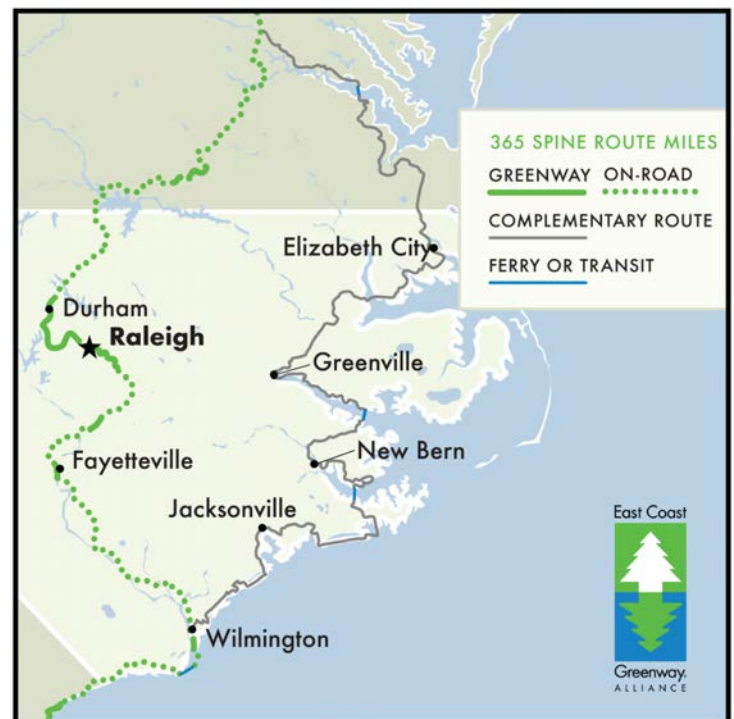 365 SPINE ROUTE MILES
GREENWAY ON-ROAD
COMPLEMENTARY ROUTE
FERRY OR TRANSIT
Elizabeth City
Durham
Raleigh
Greenville
New Bern
Fayetteville
Jacksonville
Wilmington
East Coast
Greenway.
ALLIANCE